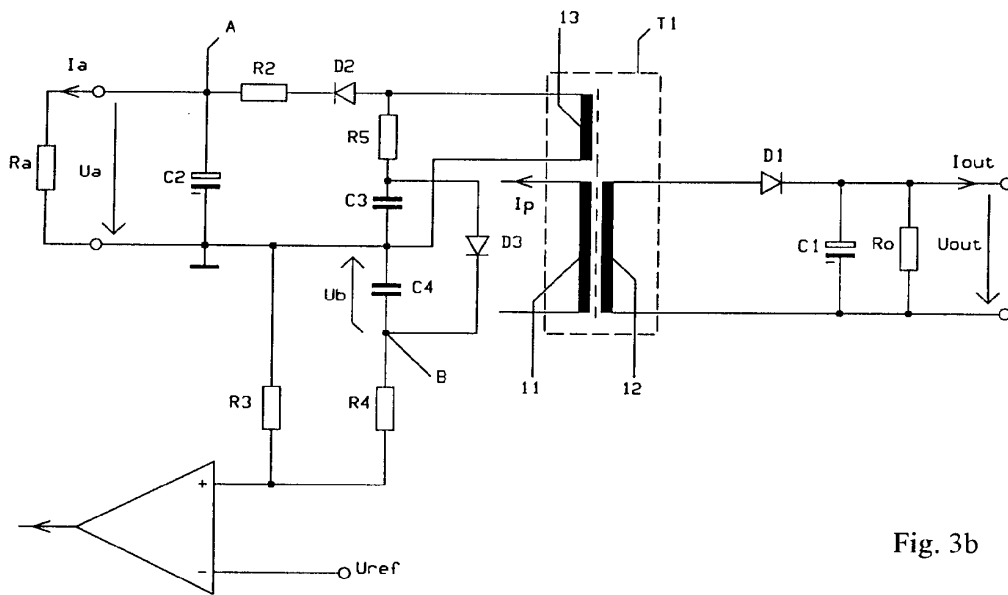 13
T1
A
Ia
R2
D2
R5
Ra
Ua
C2
C3
D3
Ip
D1
Iout
C1
Ro
Uout
Ub
C4
B
11
12
R3
R4
+
-
Uref
Fig. 3b